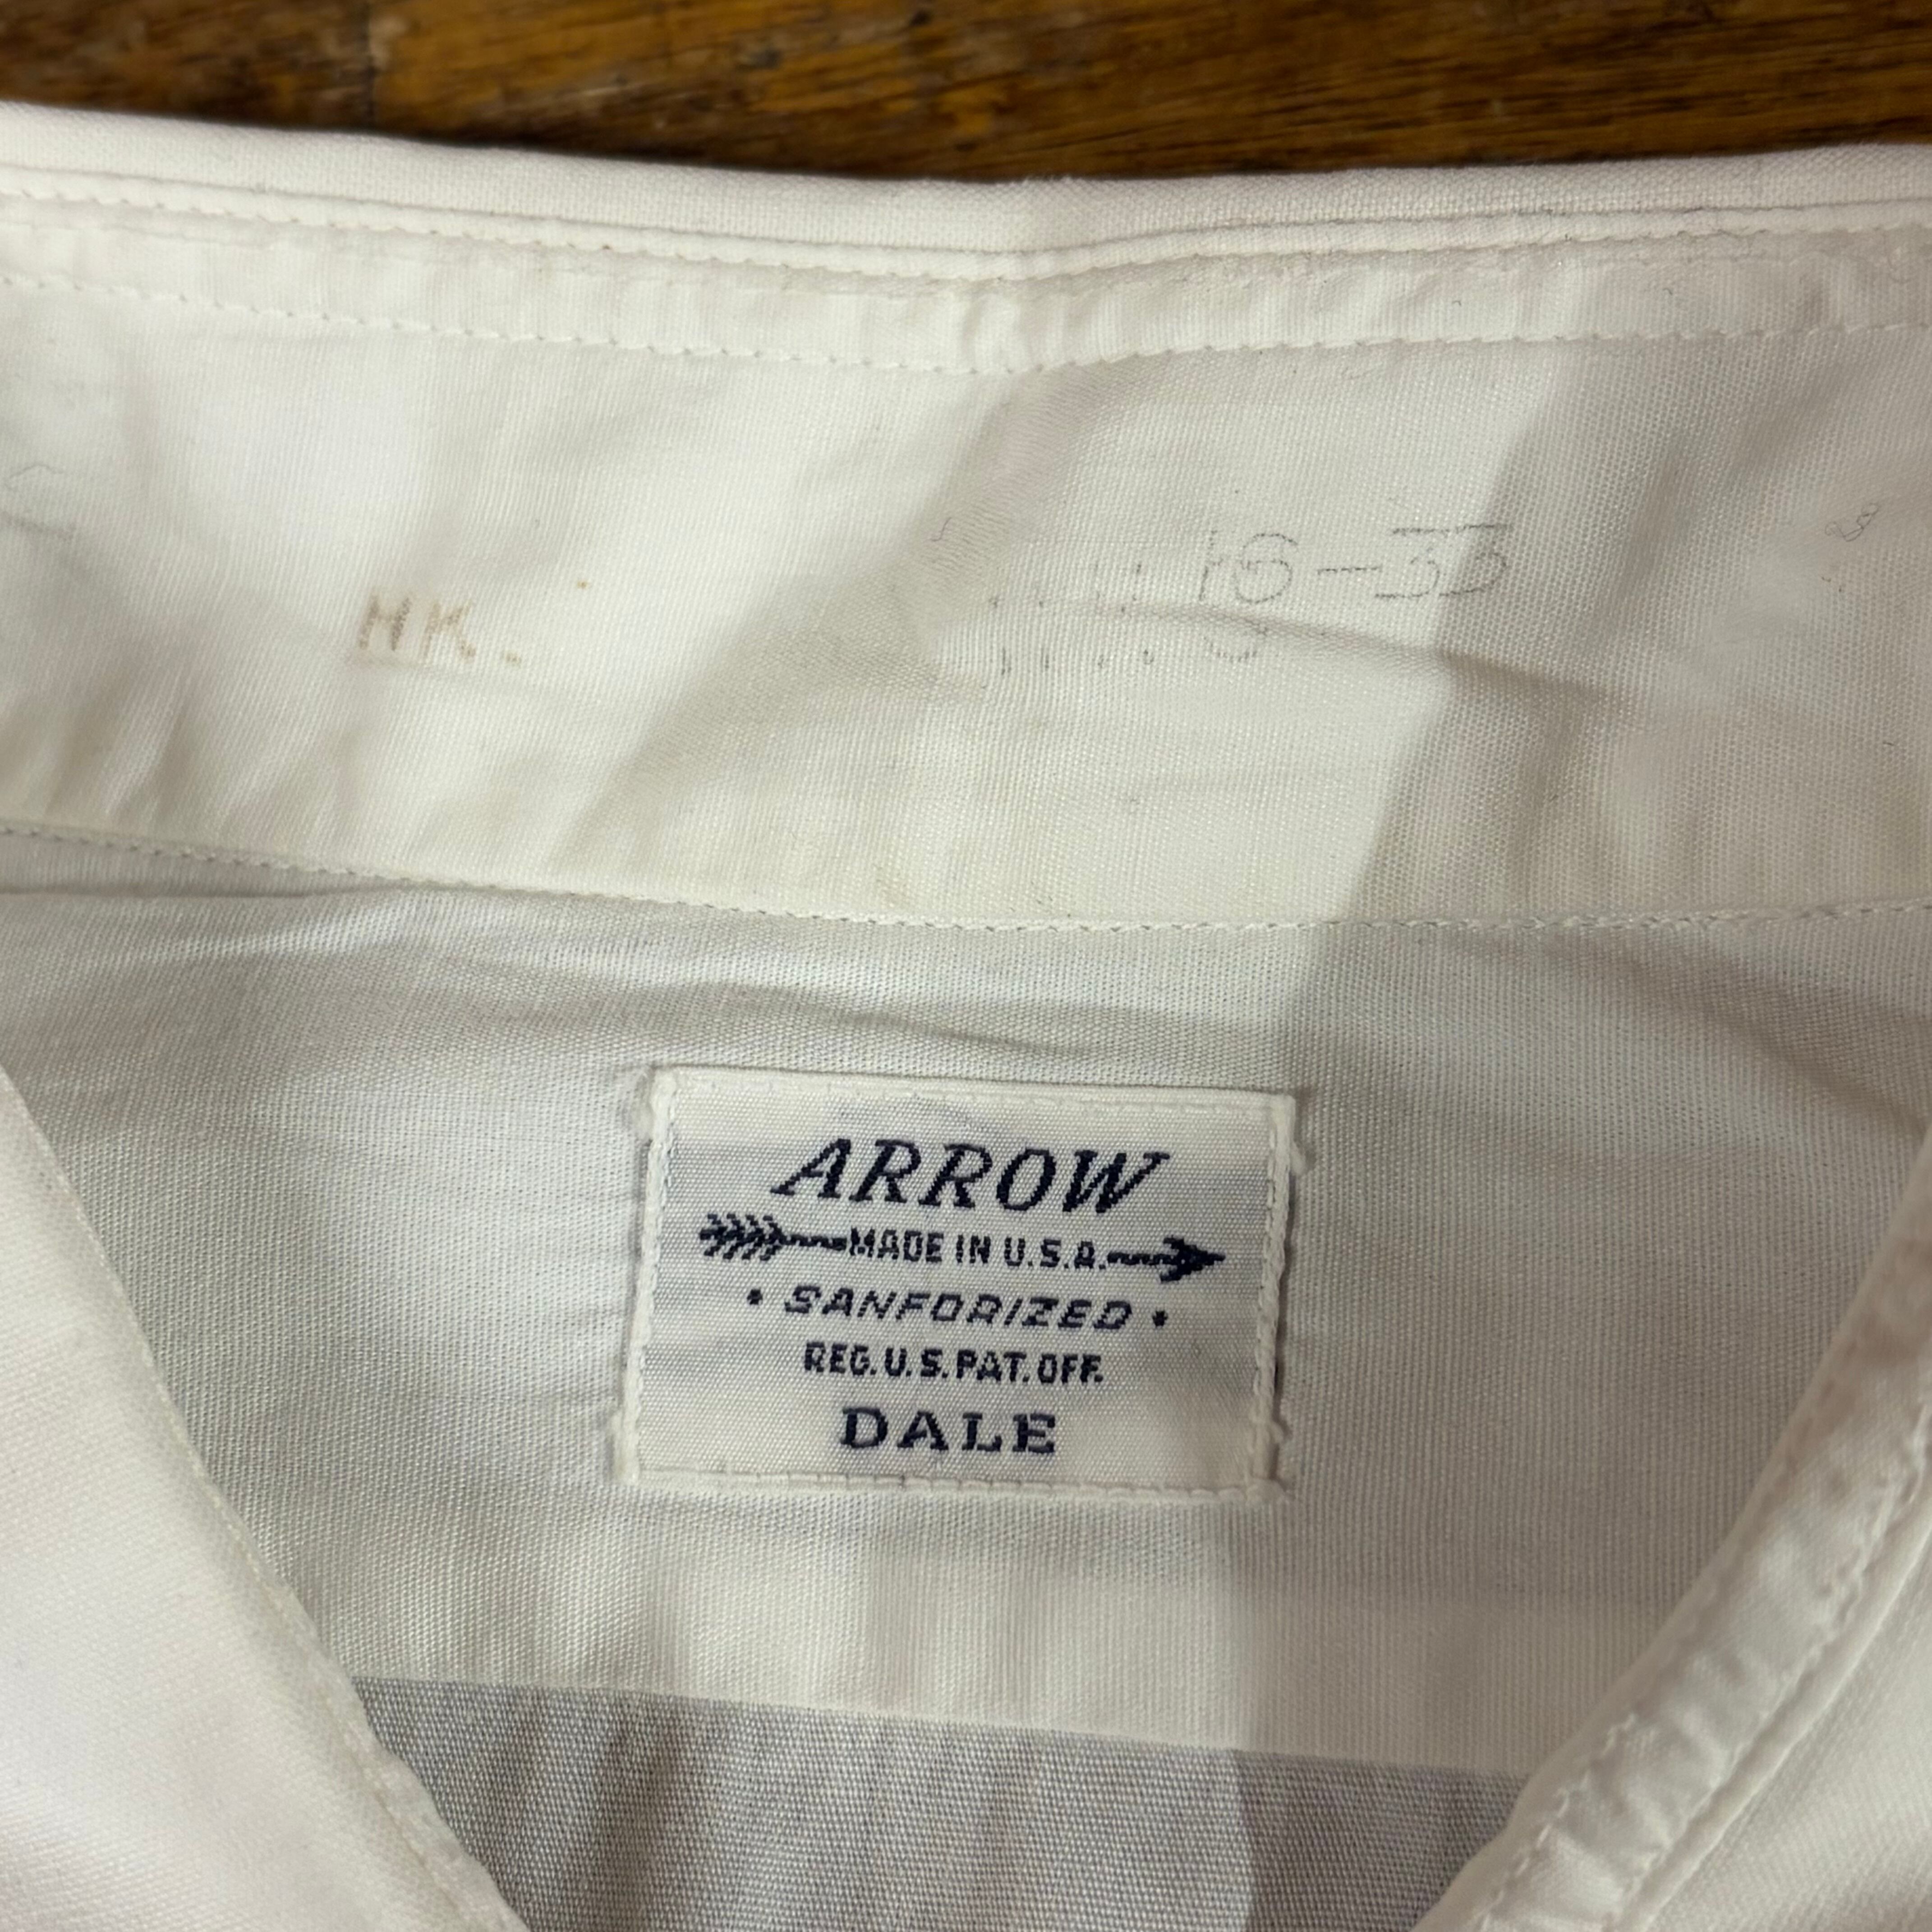 HK.
16-33
ARROW
MADE IN U.S.A.
• SANFORIZED •
REG. U.S. PAT. OFF.
DALE